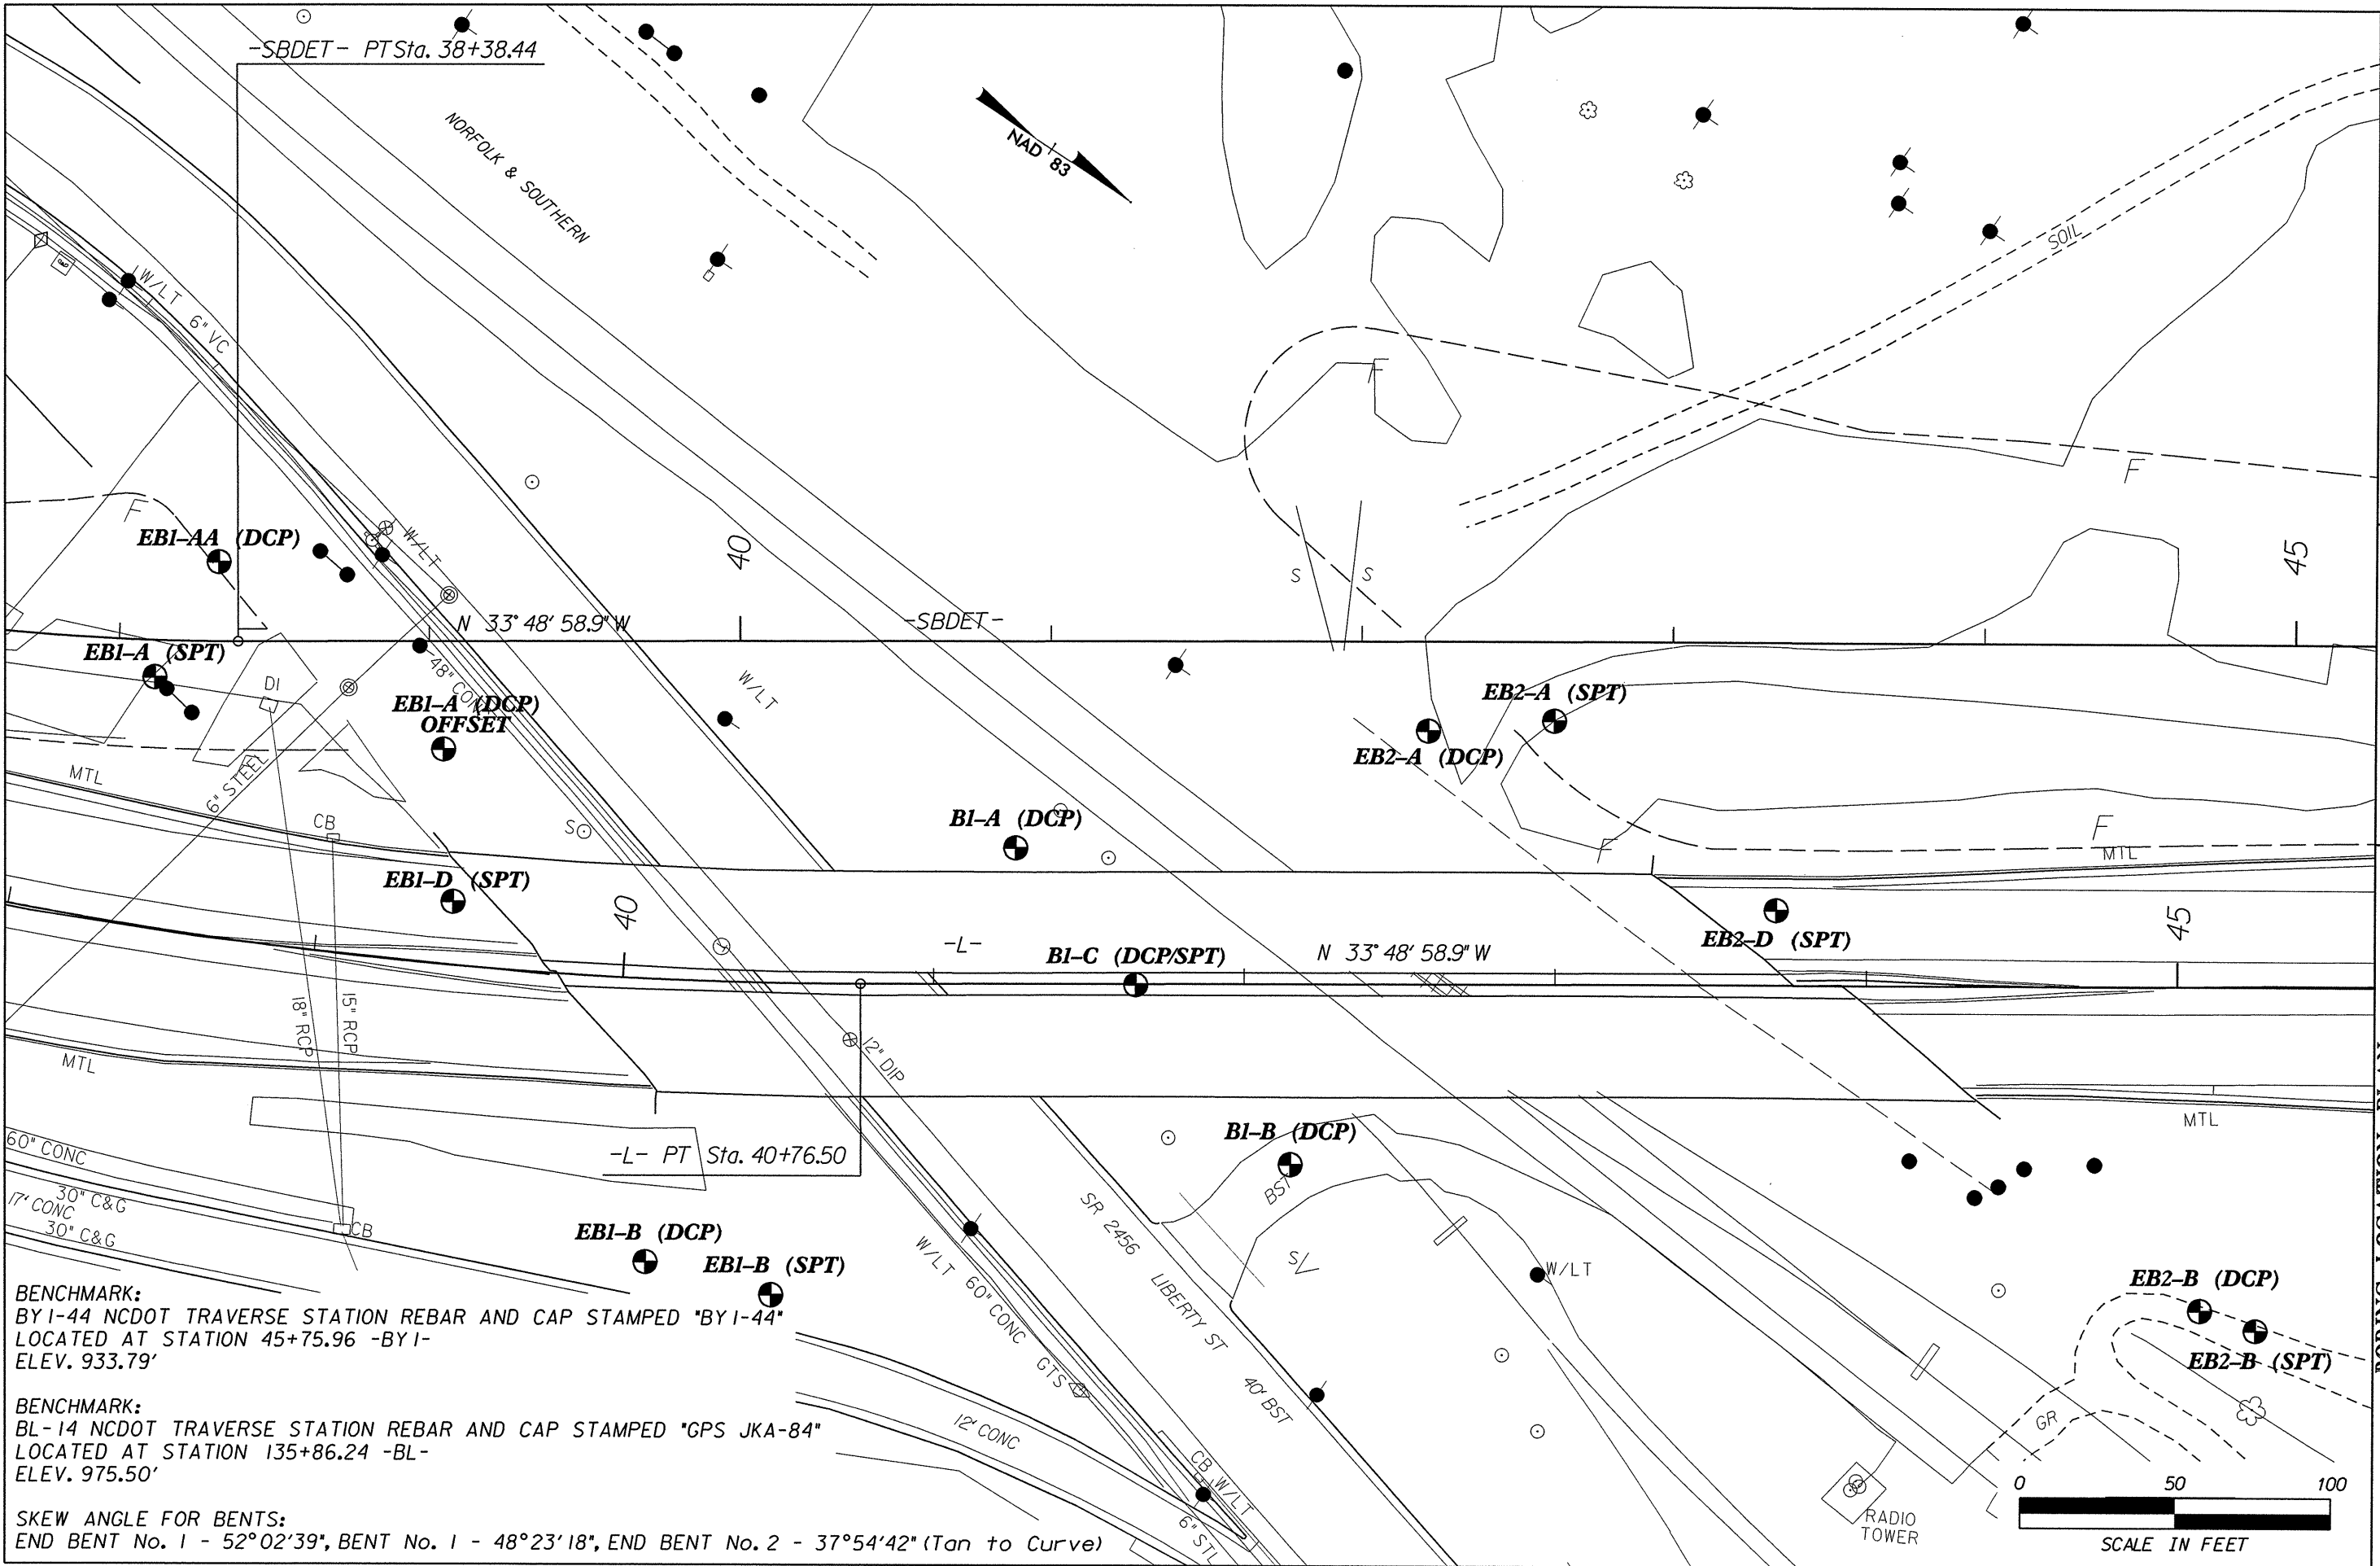 -SBDET- PT Sta. 38+38.44
NORFOLK & SOUTHERN
NAD 83
SOIL
W/LT
6" VC
F
F
F
EB1-AA (DCP)
W/LT
40
45
S
S
N 33° 48' 58.9" W
-SBDET-
EB1-A (SPT)
DI
48" CONC
W/LT
EB1-A (DCP)
OFFSET
EB2-A (SPT)
EB2-A (DCP)
6" STEEL
MTL
CB
S
B1-A (DCP)
F
F
MTL
EB1-D (SPT)
40
-L-
B1-C (DCP/SPT)
N 33° 48' 58.9" W
EB2-D (SPT)
45
18" RCP
15" RCP
MTL
12" DIP
MTL
60" CONC
-L- PT Sta. 40+76.50
B1-B (DCP)
BST
30" C&G
17' CONC
30" C&G
CB
EB1-B (DCP)
EB1-B (SPT)
SR 2456
LIBERTY ST
40' BST
W/LT
60" CONC
GTS
S
W/LT
EB2-B (DCP)
EB2-B (SPT)
GR
BENCHMARK:
BY1-44 NCDOT TRAVERSE STATION REBAR AND CAP STAMPED "BY1-44"
LOCATED AT STATION 45+75.96 -BY1-
ELEV. 933.79'
BENCHMARK:
BL-14 NCDOT TRAVERSE STATION REBAR AND CAP STAMPED "GPS JKA-84"
LOCATED AT STATION 135+86.24 -BL-
ELEV. 975.50'
12' CONC
CB
W/LT
6" STL
RADIO
TOWER
0 50 100
SCALE IN FEET
SKEW ANGLE FOR BENTS:
END BENT No. 1 - 52°02'39", BENT No. 1 - 48°23'18", END BENT No. 2 - 37°54'42" (Tan to Curve)